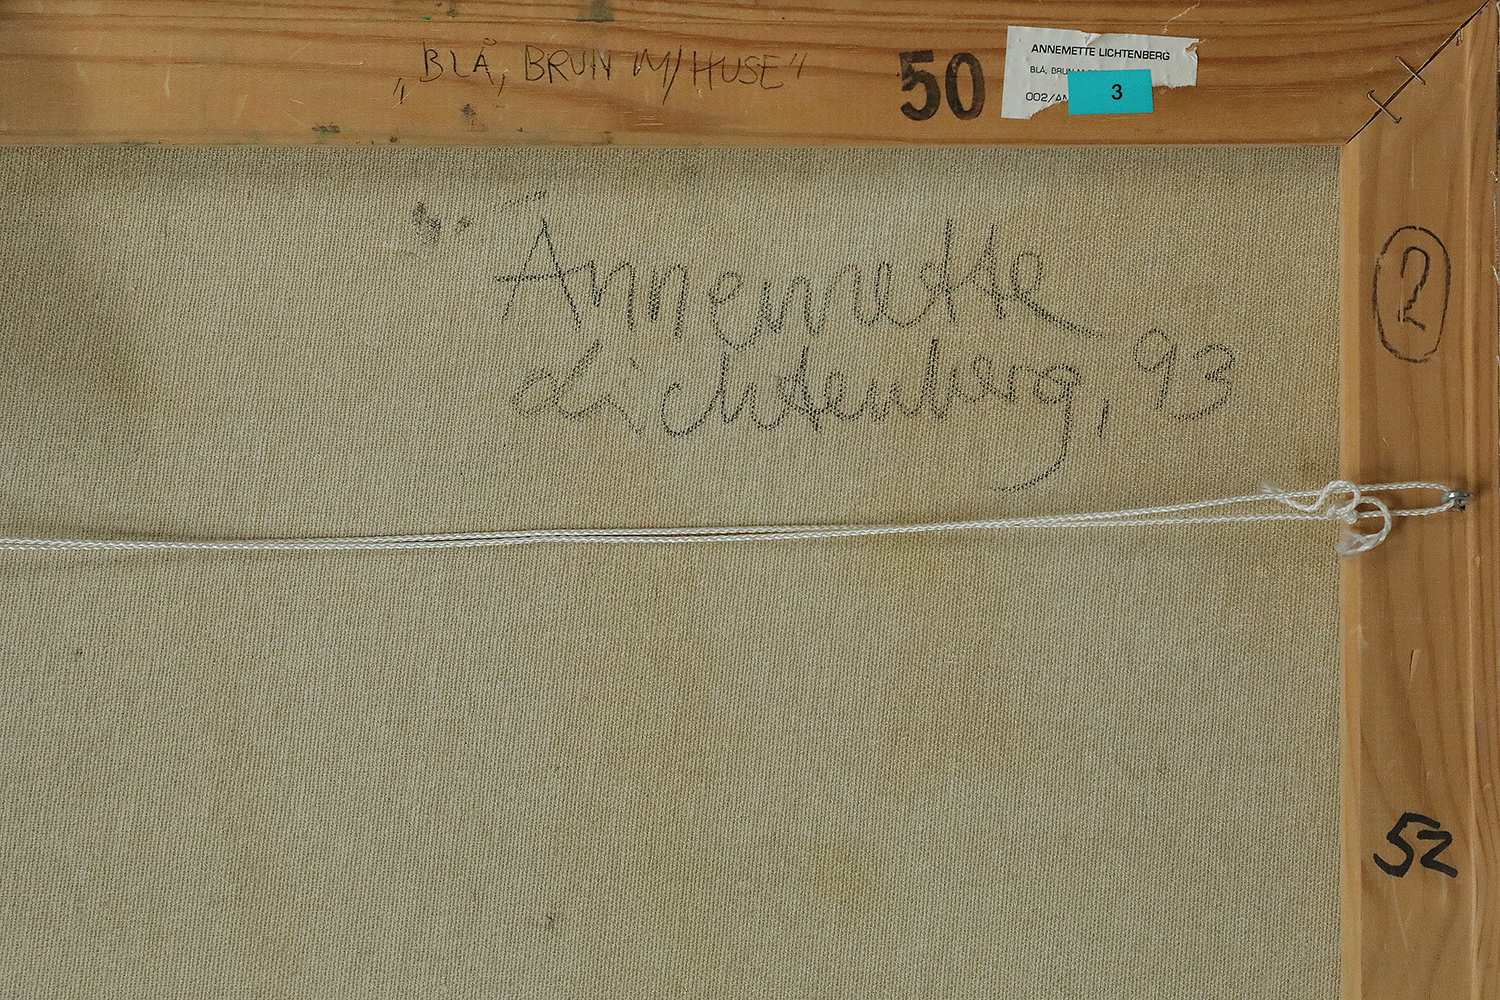 „BLÅ, BRUN M/HUSE"
50
ANNEMETTE LICHTENBERG
BLÅ, BRUN
002/AN
3
Annemette
Lichtenberg, 93
2
52